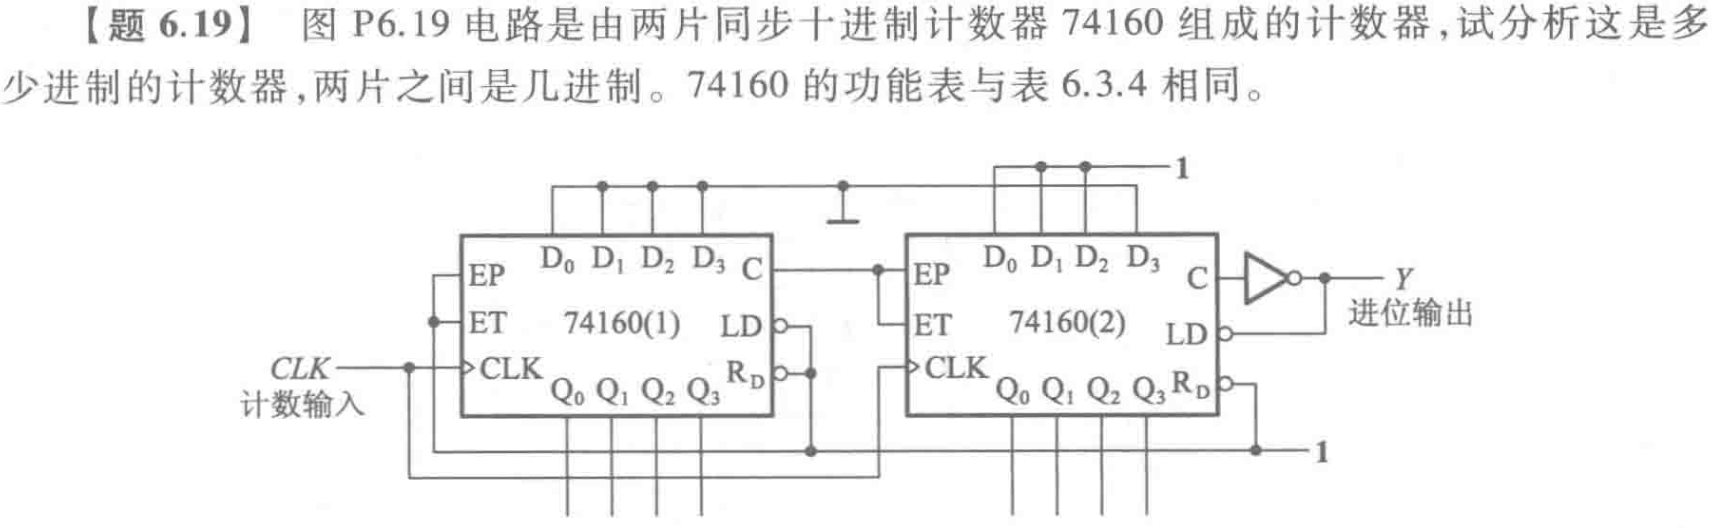 【题 6.19】 图 P6.19 电路是由两片同步十进制计数器 74160 组成的计数器,试分析这是多
少进制的计数器,两片之间是几进制。74160 的功能表与表 6.3.4 相同。
1
D₀ D₁ D₂ D₃ D₀ D₁ D₂ D₃
EP C EP C Y
进位输出
ET 74160(1) LD ET 74160(2) LD
CLK CLK R_D CLK R_D
计数输入 Q₀ Q₁ Q₂ Q₃ Q₀ Q₁ Q₂ Q₃
1